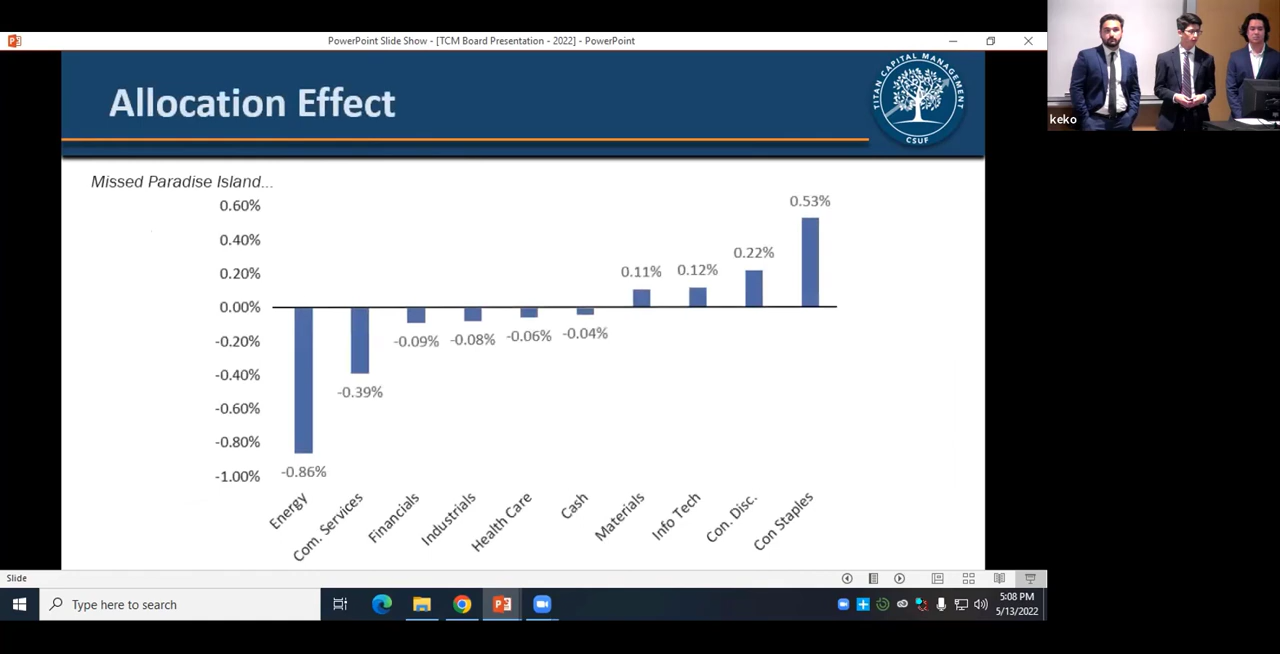 PowerPoint Slide Show - [TCM Board Presentation - 2022] - PowerPoint
Allocation Effect
TITAN CAPITAL MANAGEMENT
CSUF
keko
Missed Paradise Island...
0.60%
0.40%
0.20%
0.00%
-0.20%
-0.40%
-0.60%
-0.80%
-1.00%
-0.86%
-0.39%
-0.09%
-0.08%
-0.06%
-0.04%
0.11%
0.12%
0.22%
0.53%
Energy
Com. Services
Financials
Industrials
Health Care
Cash
Materials
Info Tech
Con. Disc.
Con Staples
Slide
Type here to search
5:08 PM
5/13/2022